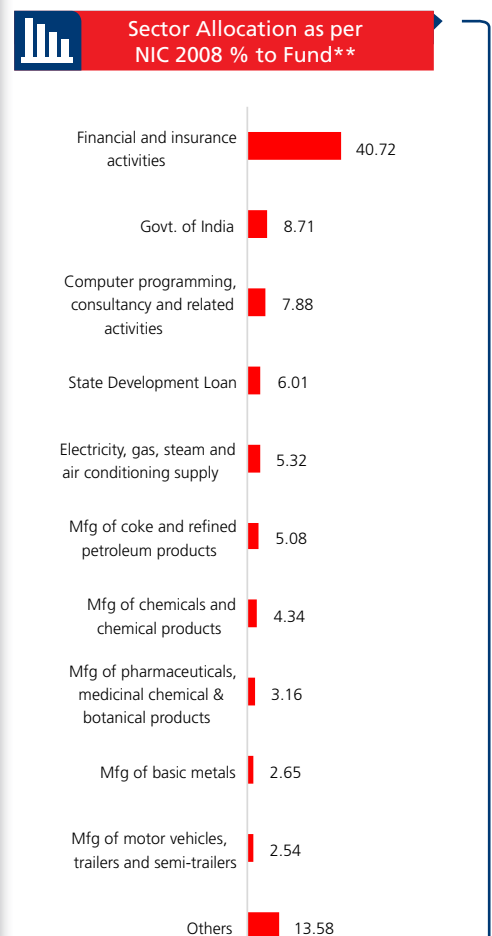 Sector Allocation as per
NIC 2008 % to Fund**
Financial and insurance
activities
40.72
Govt. of India
8.71
Computer programming,
consultancy and related
activities
7.88
State Development Loan
6.01
Electricity, gas, steam and
air conditioning supply
5.32
Mfg of coke and refined
petroleum products
5.08
Mfg of chemicals and
chemical products
4.34
Mfg of pharmaceuticals,
medicinal chemical &
botanical products
3.16
Mfg of basic metals
2.65
Mfg of motor vehicles,
trailers and semi-trailers
2.54
Others
13.58